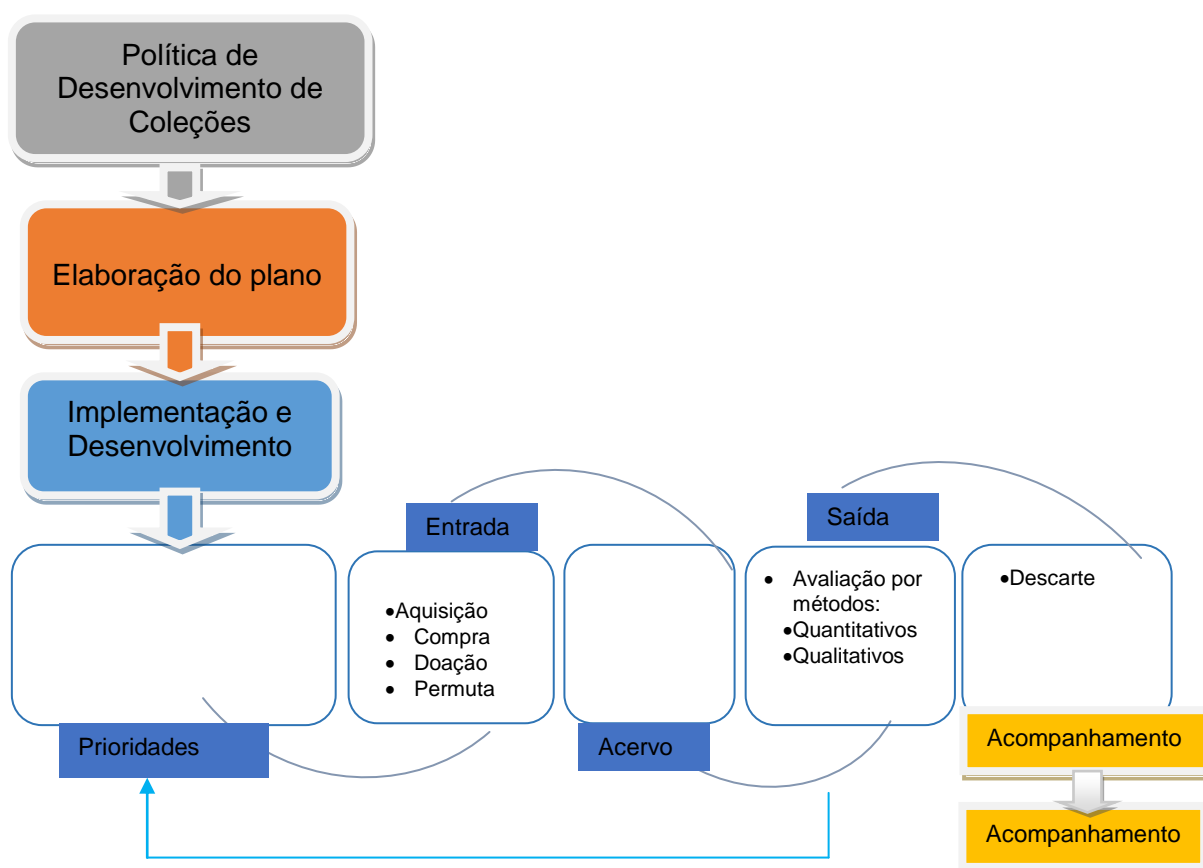 Política de
Desenvolvimento de
Coleções
Elaboração do plano
Implementação e
Desenvolvimento
Prioridades
Entrada
•Aquisição
• Compra
• Doação
• Permuta
Acervo
Saída
• Avaliação por
métodos:
•Quantitativos
•Qualitativos
•Descarte
Acompanhamento
Acompanhamento